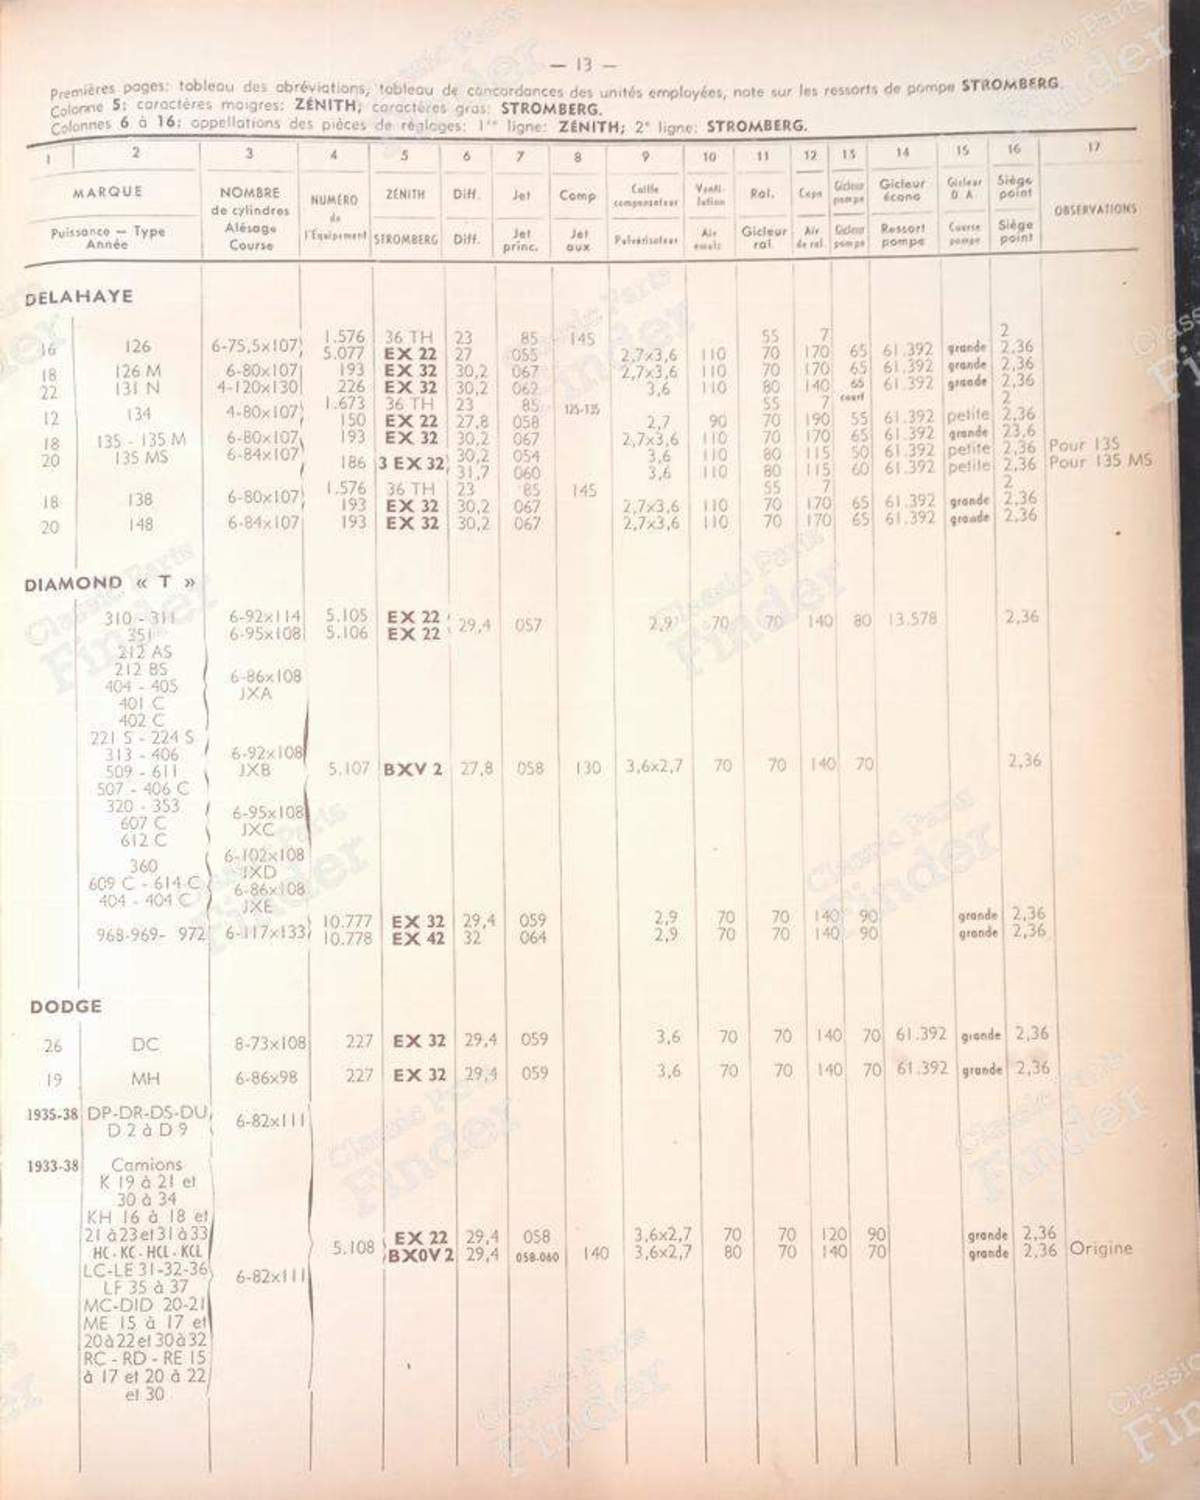 — 13 —
Premières pages: tableau des abréviations, tableau de concordances des unités employées, note sur les ressorts de pompe STROMBERG.
Colonne 5: caractères maigres: ZÉNITH; caractères gras: STROMBERG.
Colonnes 6 à 16: appellations des pièces de réglages: 1re ligne: ZÉNITH; 2e ligne: STROMBERG.
1 2 3 4 5 6 7 8 9 10 11 12 13 14 15 16 17
MARQUE NOMBRE de cylindres Alésage Course NUMÉRO de l'Équipement ZÉNITH Diff. Jet Comp Calibre compensateur Venti- lation Ral. Capa Gicleur pompe Gicleur écono Gicleur D. A. Siège point OBSERVATIONS
Puissance — Type Année STROMBERG Diff. Jet princ. Jet aux Pulvérisateur Air émuls Gicleur ral. Air de ral. Gicleur pompe Ressort pompe Course pompe Siège point
DELAHAYE
1.576 36 TH 23 85 145 55 7 2
16 126 6-75,5x107 5.077 EX 22 27 055 2,7x3,6 110 70 170 65 61.392 grande 2,36
18 126 M 6-80x107 193 EX 32 30,2 067 2,7x3,6 110 70 170 65 61.392 grande 2,36
22 131 N 4-120x130 226 EX 32 30,2 062 3,6 110 80 140 65 court 61.392 grande 2,36
1.673 36 TH 23 85 125-135 55 7 2
12 134 4-80x107 150 EX 22 27,8 058 2,7 90 70 190 55 61.392 petite 2,36
18 135 - 135 M 6-80x107 193 EX 32 30,2 067 2,7x3,6 110 70 170 65 61.392 grande 23,6
20 135 MS 6-84x107 186 3 EX 32 30,2 054 3,6 110 80 115 50 61.392 petite 2,36 Pour 135
31,7 060 3,6 110 80 115 60 61.392 petite 2,36 Pour 135 MS
1.576 36 TH 23 85 145 55 7 2
18 138 6-80x107 193 EX 32 30,2 067 2,7x3,6 110 70 170 65 61.392 grande 2,36
20 148 6-84x107 193 EX 32 30,2 067 2,7x3,6 110 70 170 65 61.392 grande 2,36
DIAMOND « T »
310 - 311 6-92x114 5.105 EX 22 29,4 057 2,9 70 70 140 80 13.578 2,36
351 6-95x108 5.106 EX 22
212 AS
212 BS 6-86x108
404 - 405 JXA
401 C
402 C
221 S - 224 S
313 - 406 6-92x108
509 - 611 JXB 5.107 BXV 2 27,8 058 130 3,6x2,7 70 70 140 70 2,36
507 - 406 C
320 - 353 6-95x108
607 C JXC
612 C
6-102x108
360 JXD
609 C - 614 C 6-86x108
404 - 404 C JXE
968-969- 972 6-117x133 10.777 EX 32 29,4 059 2,9 70 70 140 90 grande 2,36
10.778 EX 42 32 064 2,9 70 70 140 90 grande 2,36
DODGE
26 DC 8-73x108 227 EX 32 29,4 059 3,6 70 70 140 70 61.392 grande 2,36
19 MH 6-86x98 227 EX 32 29,4 059 3,6 70 70 140 70 61.392 grande 2,36
1935-38 DP-DR-DS-DU 6-82x111
D 2 à D 9
1933-38 Camions
K 19 à 21 et
30 à 34
KH 16 à 18 et
21 à 23 et 31 à 33 EX 22 29,4 058 3,6x2,7 70 70 120 90 grande 2,36
HC - KC - HCL - KCL 5.108 BXOV 2 29,4 058-060 140 3,6x2,7 80 70 140 70 grande 2,36 Origine
LC-LE 31-32-36 6-82x111
LF 35 à 37
MC-DID 20-21
ME 15 à 17 et
20 à 22 et 30 à 32
RC - RD - RE 15
à 17 et 20 à 22
et 30